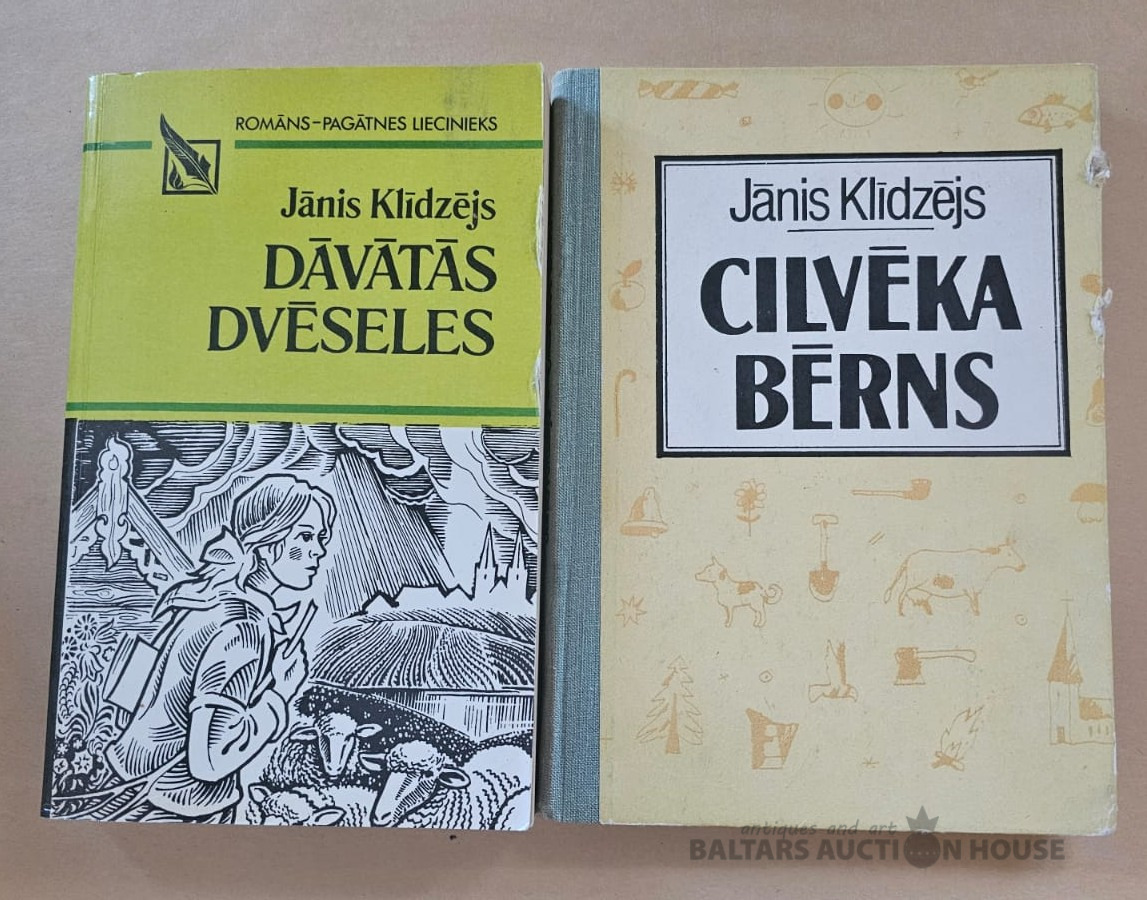 ROMĀNS-PAGĀTNES LIECINIEKS
Jānis Klīdzējs
DĀVĀTĀS
DVĒSELES
Jānis Klīdzējs
CILVĒKA
BĒRNS
antiques and art
BALTARS AUCTION HOUSE